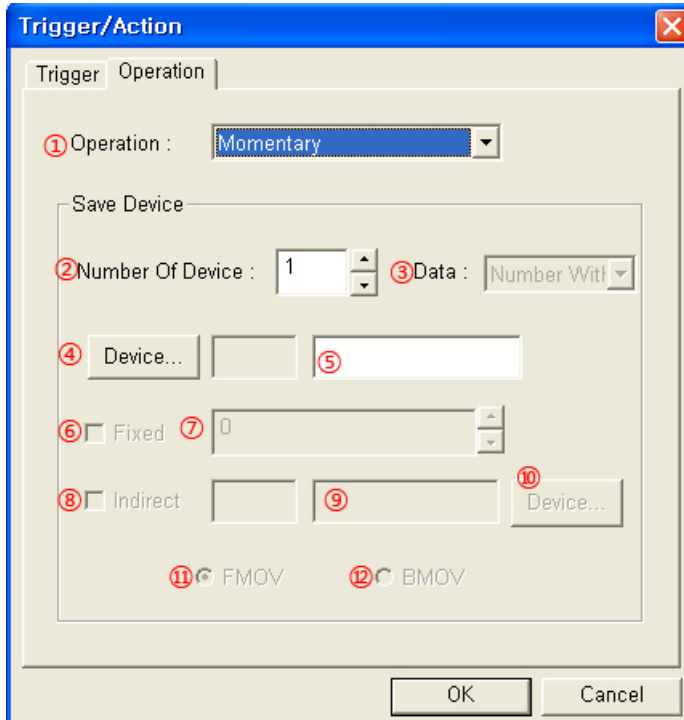 Trigger/Action
Trigger Operation
①Operation : Momentary
Save Device
②Number Of Device : 1 ③Data : Number With
④ Device... ⑤
⑥ Fixed ⑦ 0
⑧ Indirect ⑨ ⑩ Device...
⑪ FMOV ⑫ BMOV
OK Cancel